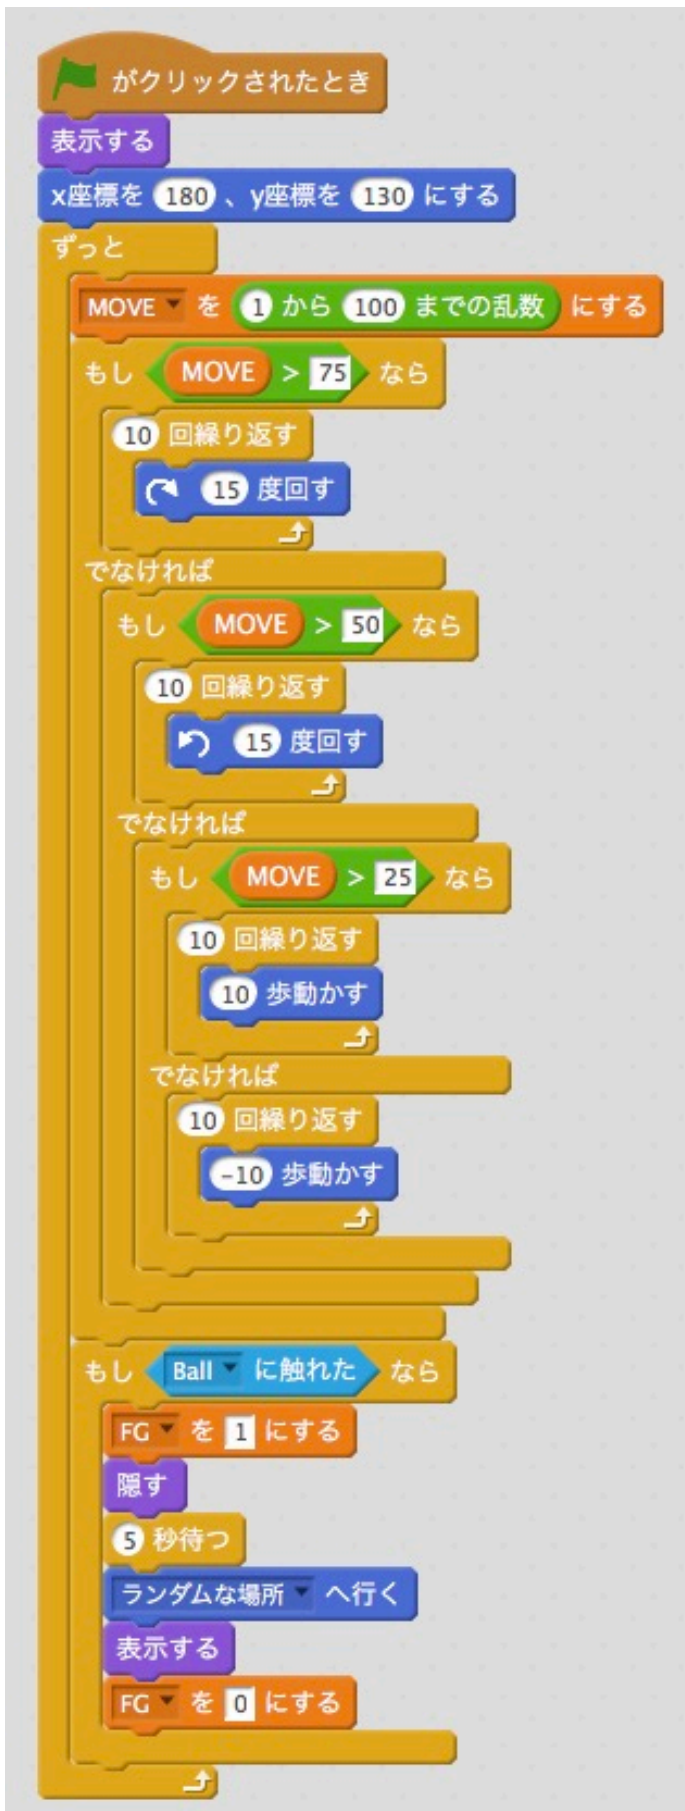 がクリックされたとき
表示する
x座標を 180 、y座標を 130 にする
ずっと
MOVE を 1 から 100 までの乱数 にする
もし MOVE > 75 なら
10 回繰り返す
15 度回す
でなければ
もし MOVE > 50 なら
10 回繰り返す
15 度回す
でなければ
もし MOVE > 25 なら
10 回繰り返す
10 歩動かす
でなければ
10 回繰り返す
-10 歩動かす
もし Ball に触れた なら
FG を 1 にする
隠す
5 秒待つ
ランダムな場所 へ行く
表示する
FG を 0 にする